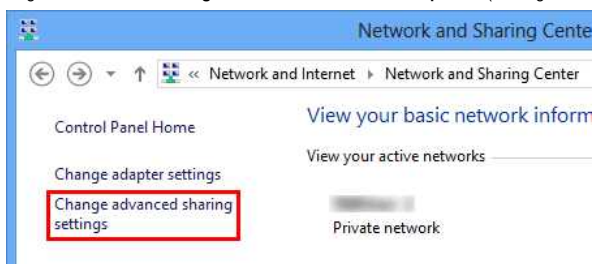 Network and Sharing Cente
« Network and Internet ▸ Network and Sharing Center
Control Panel Home
Change adapter settings
Change advanced sharing
settings
View your basic network inform
View your active networks
Private network